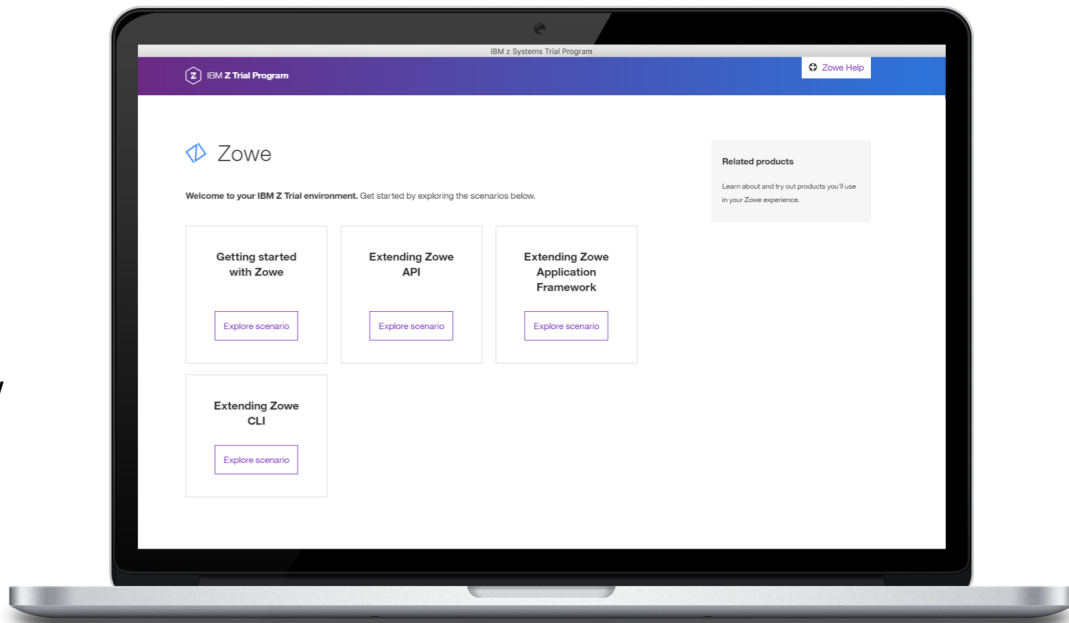 IBM z Systems Trial Program
Z IBM Z Trial Program
Zowe Help
Zowe
Welcome to your IBM Z Trial environment. Get started by exploring the scenarios below.
Related products
Learn about and try out products you'll use
in your Zowe experience.
Getting started
with Zowe
Explore scenario
Extending Zowe
API
Explore scenario
Extending Zowe
Application
Framework
Explore scenario
Extending Zowe
CLI
Explore scenario